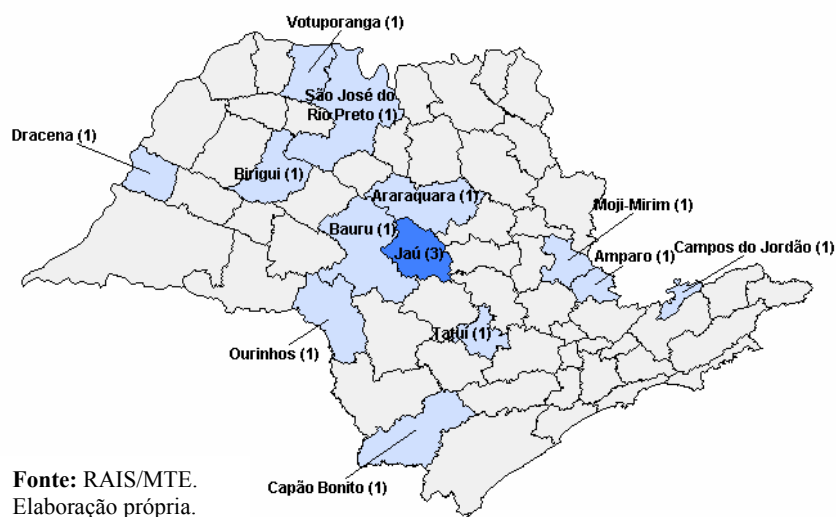 Votuporanga (1)
São José do
Rio Preto (1)
Dracena (1)
Birigui (1)
Araraquara (1)
Moji-Mirim (1)
Bauru (1)
Jaú (3)
Amparo (1)
Campos do Jordão (1)
Tatuí (1)
Ourinhos (1)
Capão Bonito (1)
Fonte: RAIS/MTE.
Elaboração própria.